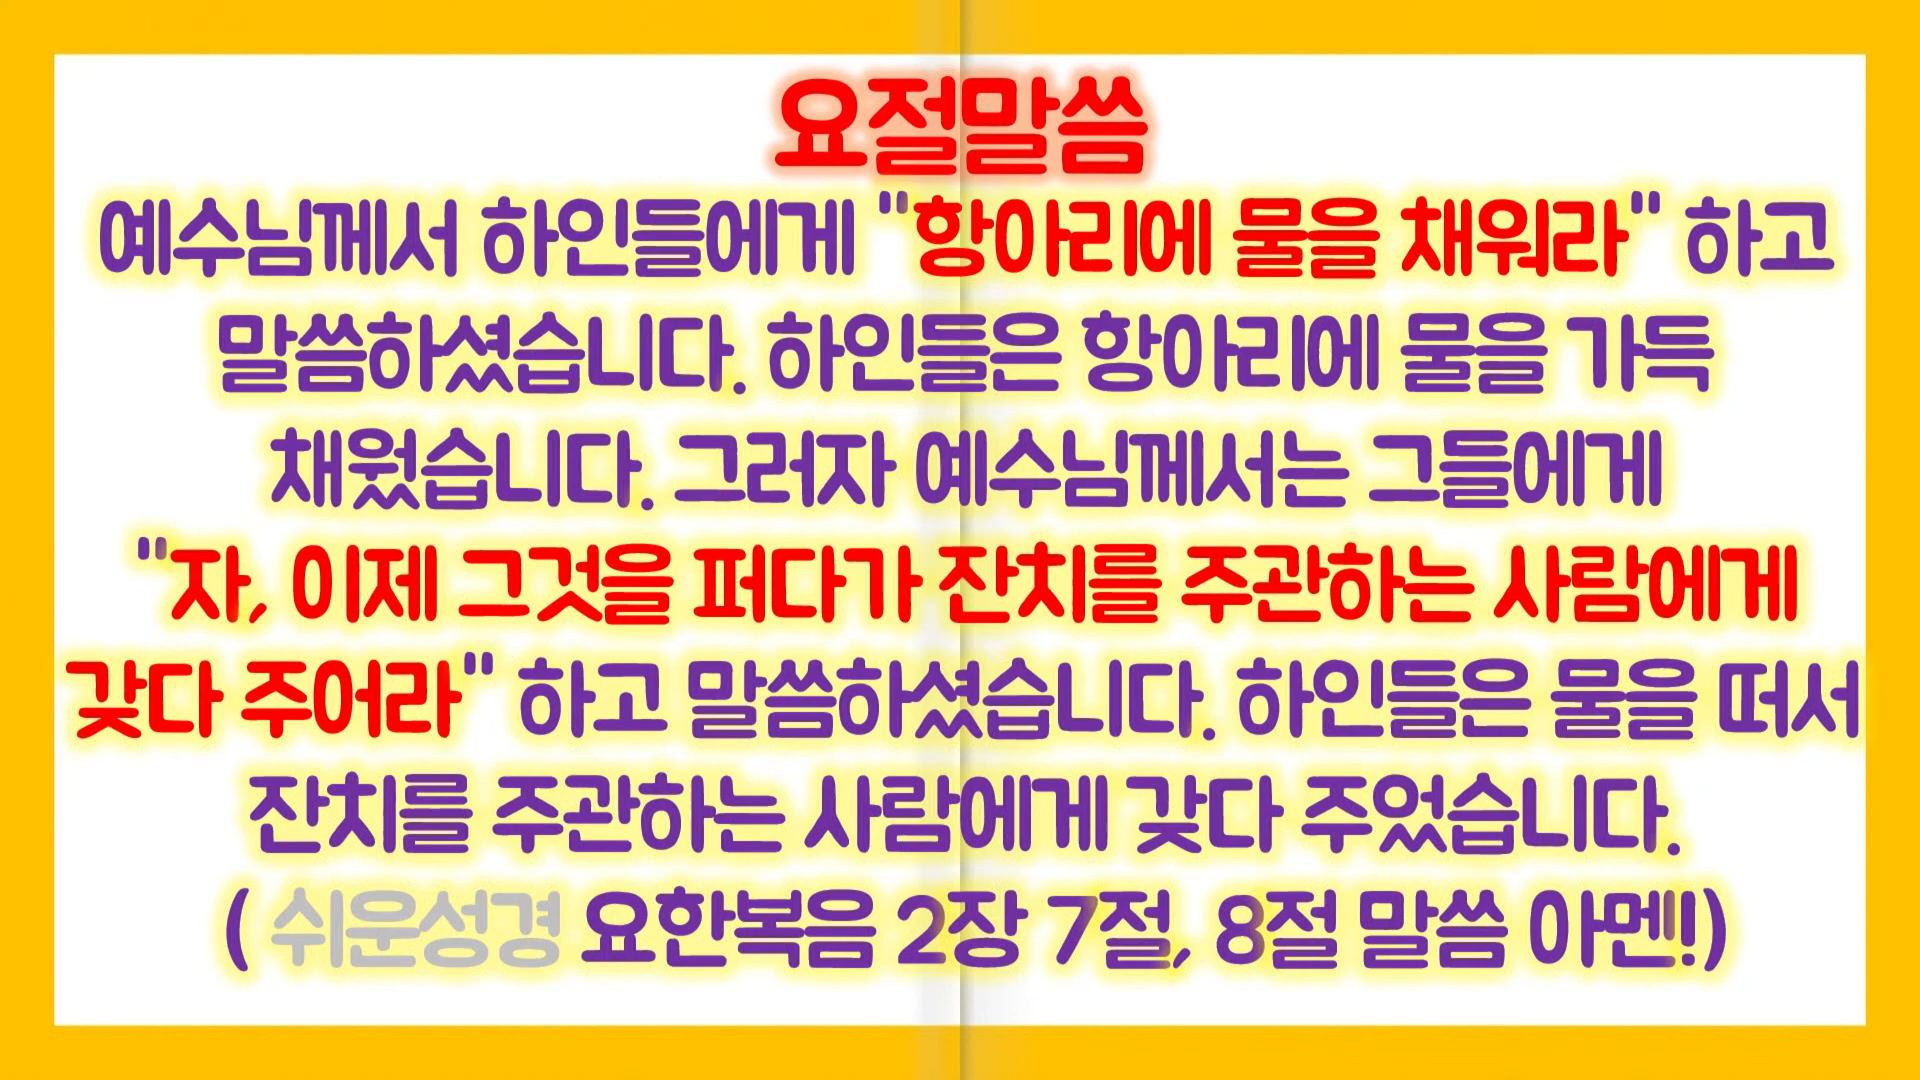 요절말씀
예수님께서 하인들에게 "항아리에 물을 채워라" 하고
말씀하셨습니다. 하인들은 항아리에 물을 가득
채웠습니다. 그러자 예수님께서는 그들에게
"자, 이제 그것을 퍼다가 잔치를 주관하는 사람에게
갖다 주어라" 하고 말씀하셨습니다. 하인들은 물을 떠서
잔치를 주관하는 사람에게 갖다 주었습니다.
( 쉬운성경 요한복음 2장 7절, 8절 말씀 아멘!)